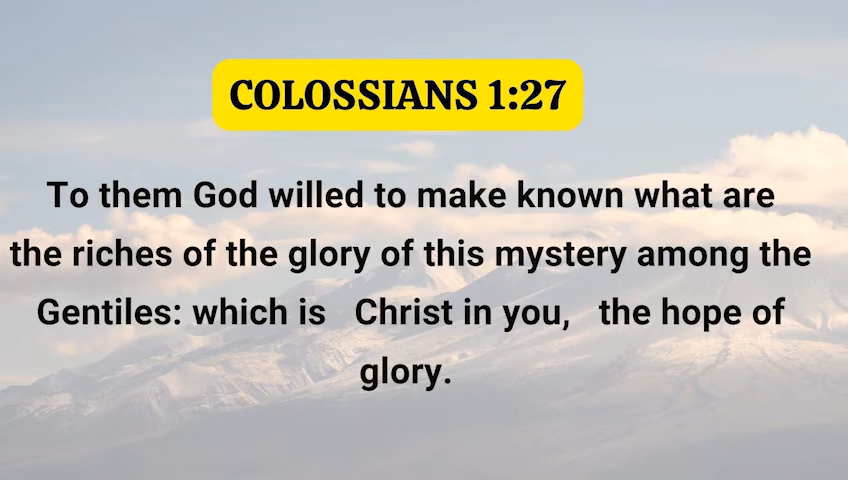 COLOSSIANS 1:27
To them God willed to make known what are
the riches of the glory of this mystery among the
Gentiles: which is   Christ in you,   the hope of
glory.